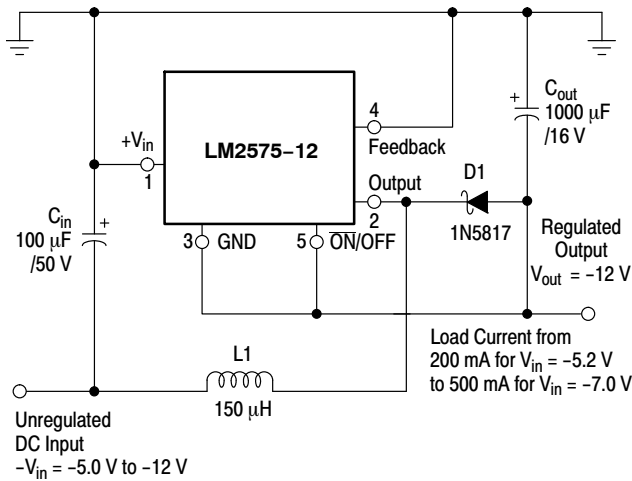 4
C_out
+ 1000 μF
/16 V
+V_in
1
LM2575–12
Feedback
D1
Output
2
1N5817
C_in +
100 μF
/50 V
3 GND
5 O̅N̅/OFF
Regulated
Output
V_out = –12 V
L1
150 μH
Load Current from
200 mA for V_in = –5.2 V
to 500 mA for V_in = –7.0 V
Unregulated
DC Input
–V_in = –5.0 V to –12 V